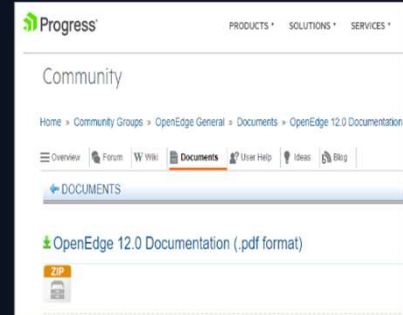 Progress
PRODUCTS SOLUTIONS SERVICES
Community
Home » Community Groups » OpenEdge General » Documents » OpenEdge 12.0 Documentation
Overview Forum W Wiki Documents User Help Ideas Blog
DOCUMENTS
OpenEdge 12.0 Documentation (.pdf format)
ZIP